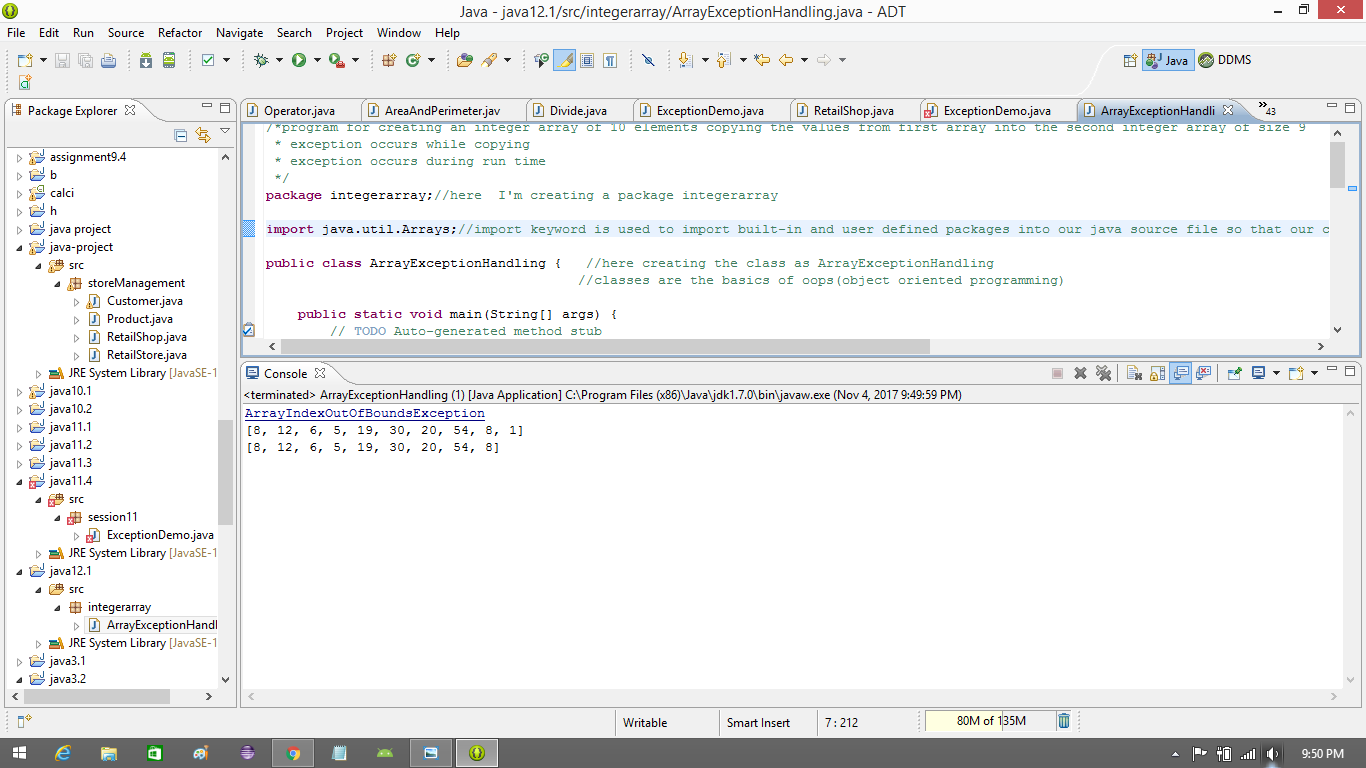 Java - java12.1/src/integerarray/ArrayExceptionHandling.java - ADT
File Edit Run Source Refactor Navigate Search Project Window Help
Java DDMS
Package Explorer
Operator.java AreaAndPerimeter.jav Divide.java ExceptionDemo.java RetailShop.java ExceptionDemo.java ArrayExceptionHandli »43
assignment9.4
b
calci
h
java project
java-project
src
storeManagement
Customer.java
Product.java
RetailShop.java
RetailStore.java
JRE System Library [JavaSE-1
java10.1
java10.2
java11.1
java11.2
java11.3
java11.4
src
session11
ExceptionDemo.java
JRE System Library [JavaSE-1
java12.1
src
integerarray
ArrayExceptionHandl
JRE System Library [JavaSE-1
java3.1
java3.2
/*program for creating an integer array of 10 elements copying the values from first array into the second integer array of size 9
* exception occurs while copying
* exception occurs during run time
*/
package integerarray;//here  I'm creating a package integerarray
import java.util.Arrays;//import keyword is used to import built-in and user defined packages into our java source file so that our c
public class ArrayExceptionHandling {   //here creating the class as ArrayExceptionHandling
//classes are the basics of oops(object oriented programming)
public static void main(String[] args) {
// TODO Auto-generated method stub
Console
<terminated> ArrayExceptionHandling (1) [Java Application] C:\Program Files (x86)\Java\jdk1.7.0\bin\javaw.exe (Nov 4, 2017 9:49:59 PM)
ArrayIndexOutOfBoundsException
[8, 12, 6, 5, 19, 30, 20, 54, 8, 1]
[8, 12, 6, 5, 19, 30, 20, 54, 8]
Writable Smart Insert 7 : 212 80M of 135M
9:50 PM